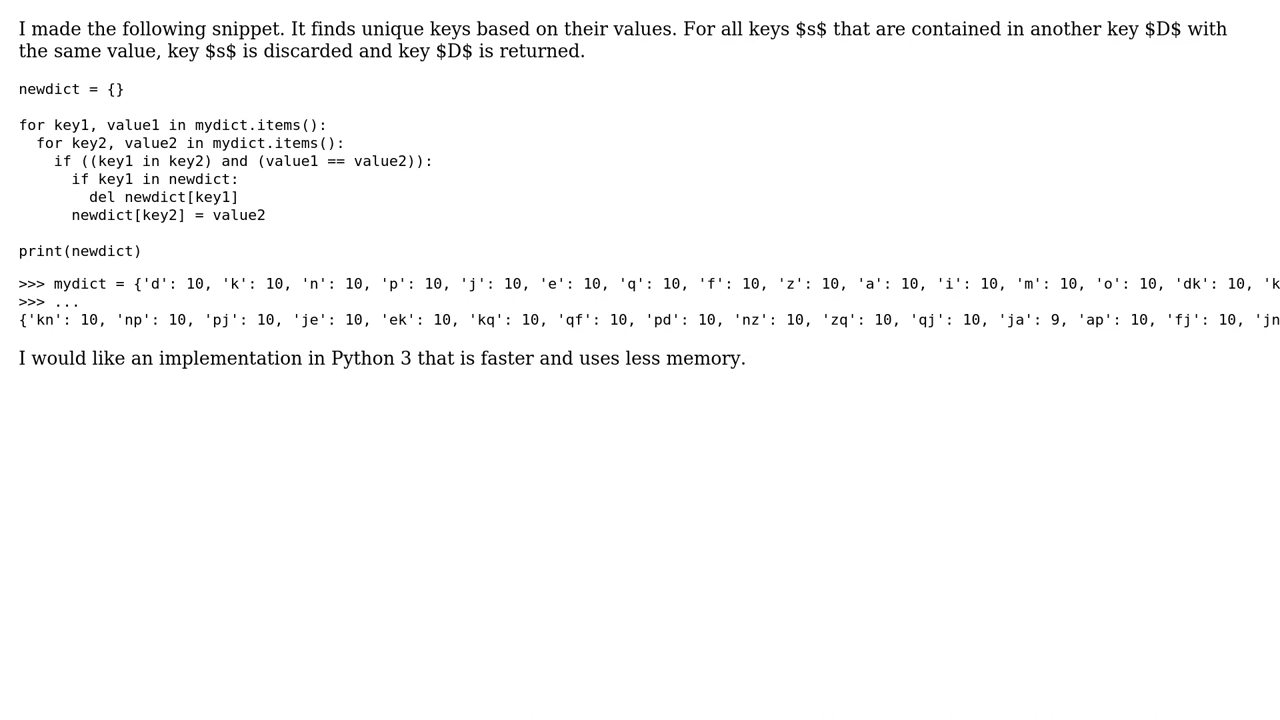 I made the following snippet. It finds unique keys based on their values. For all keys $s$ that are contained in another key $D$ with
the same value, key $s$ is discarded and key $D$ is returned.
newdict = {}
for key1, value1 in mydict.items():
  for key2, value2 in mydict.items():
    if ((key1 in key2) and (value1 == value2)):
      if key1 in newdict:
        del newdict[key1]
      newdict[key2] = value2
print(newdict)
>>> mydict = {'d': 10, 'k': 10, 'n': 10, 'p': 10, 'j': 10, 'e': 10, 'q': 10, 'f': 10, 'z': 10, 'a': 10, 'i': 10, 'm': 10, 'o': 10, 'dk': 10, 'k
>>> ...
{'kn': 10, 'np': 10, 'pj': 10, 'je': 10, 'ek': 10, 'kq': 10, 'qf': 10, 'pd': 10, 'nz': 10, 'zq': 10, 'qj': 10, 'ja': 9, 'ap': 10, 'fj': 10, 'jn
I would like an implementation in Python 3 that is faster and uses less memory.